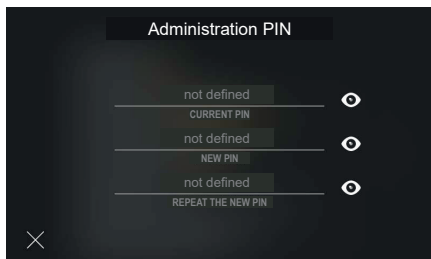 Administration PIN
not defined
CURRENT PIN
not defined
NEW PIN
not defined
REPEAT THE NEW PIN